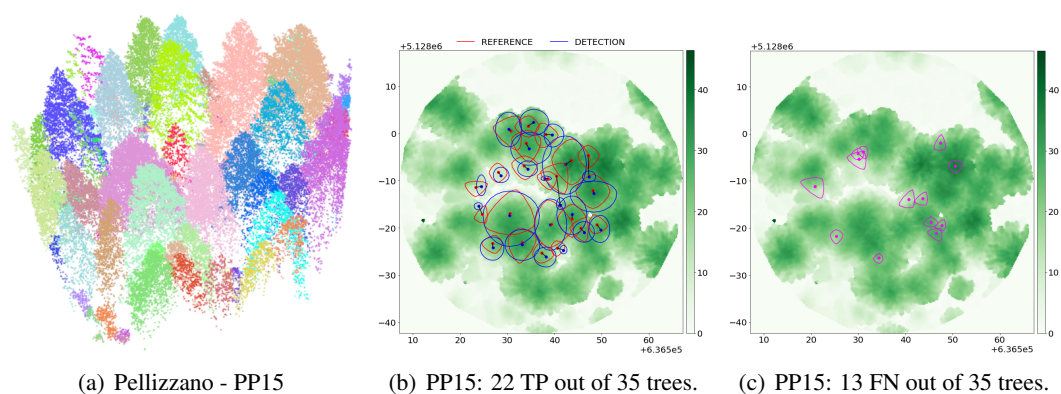 REFERENCE DETECTION
+5.128e6
10
0
−10
−20
−30
−40
10 20 30 40 50 60
+6.365e5
40
30
20
10
0
+5.128e6
10
0
−10
−20
−30
−40
10 20 30 40 50 60
+6.365e5
40
30
20
10
0
(a) Pellizzano - PP15
(b) PP15: 22 TP out of 35 trees.
(c) PP15: 13 FN out of 35 trees.